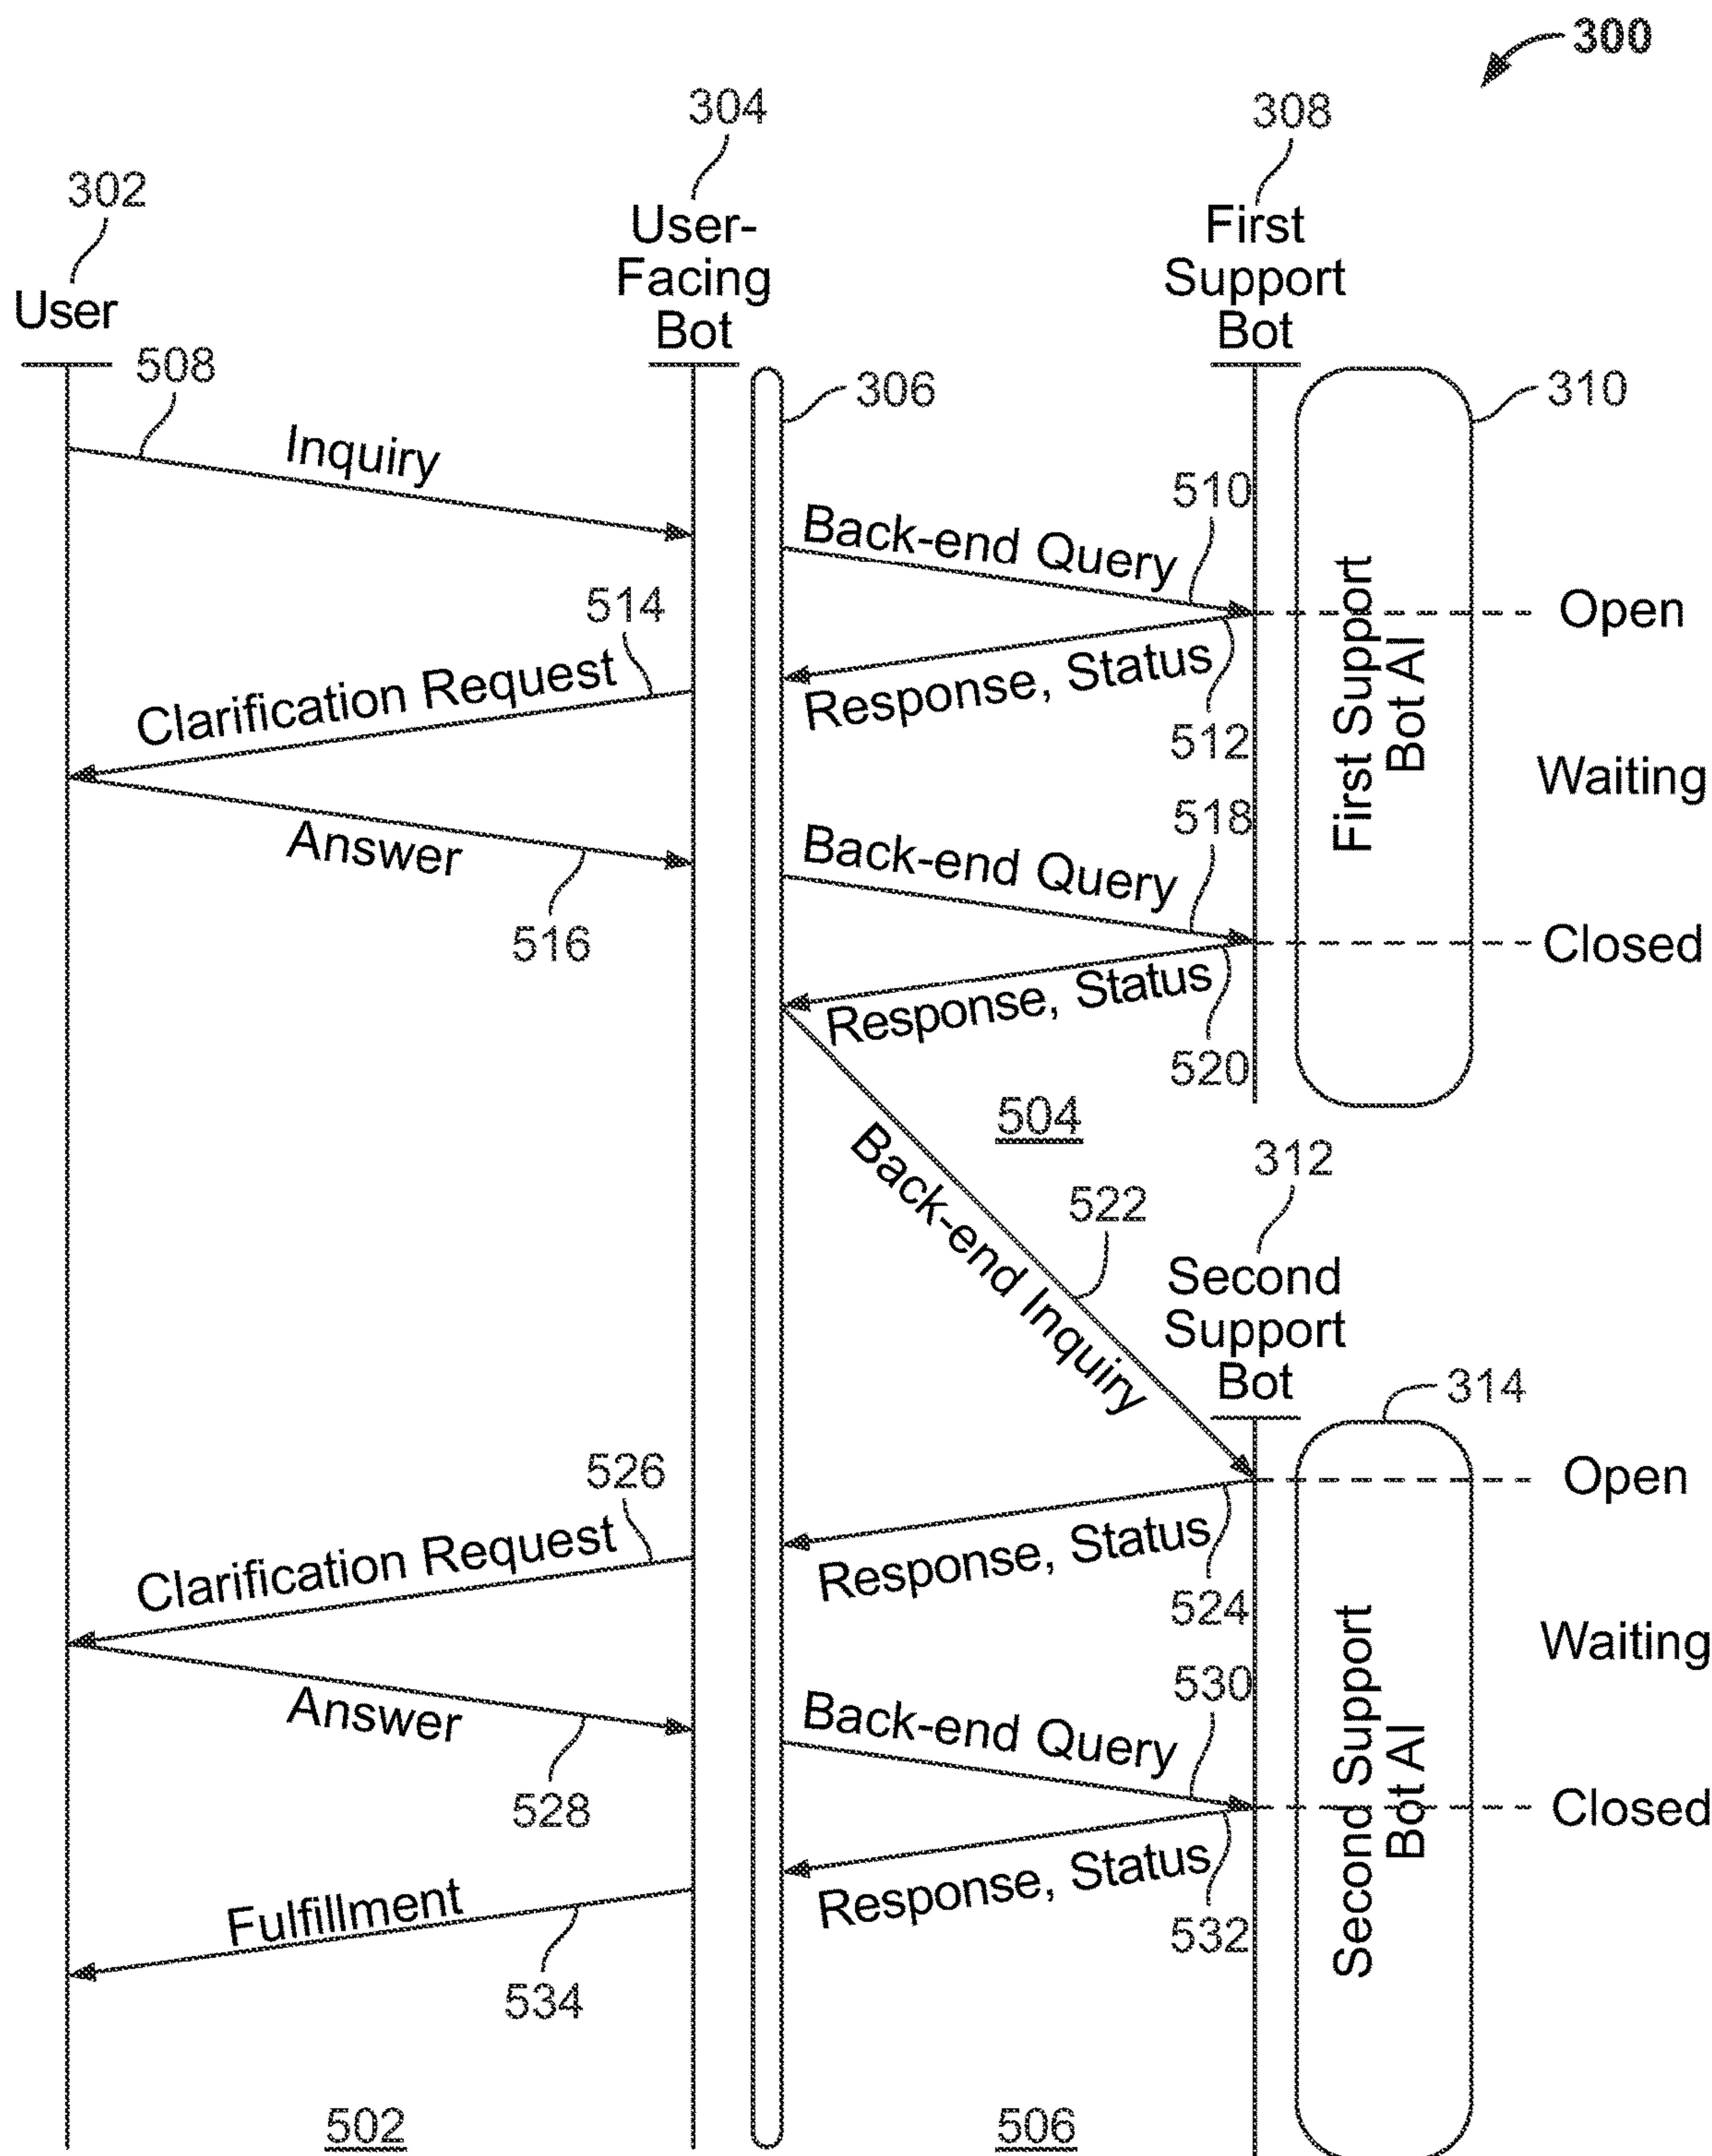 300
304
308
302
User-
Facing
Bot
First
Support
Bot
User
508
306
310
Inquiry
510
Back-end Query
514
Open
Clarification Request
Response, Status
512
First Support
Bot AI
Waiting
518
Answer
Back-end Query
516
Closed
Response, Status
520
504
312
Back-end Inquiry
522
Second
Support
Bot
314
526
Open
Clarification Request
Response, Status
524
Second Support
Bot AI
Waiting
530
Answer
Back-end Query
528
Closed
Response, Status
Fulfillment
532
534
502
506